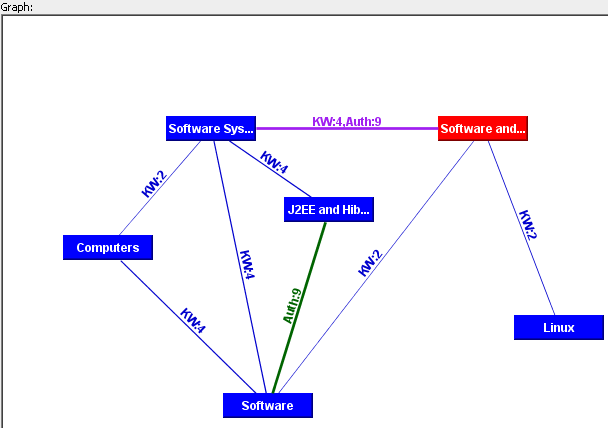 Graph:
KW:4,Auth:9
Software Sys...
Software and...
KW:4
KW:2
J2EE and Hib...
KW:2
Computers
KW:4
KW:2
Auth:9
KW:4
Linux
Software